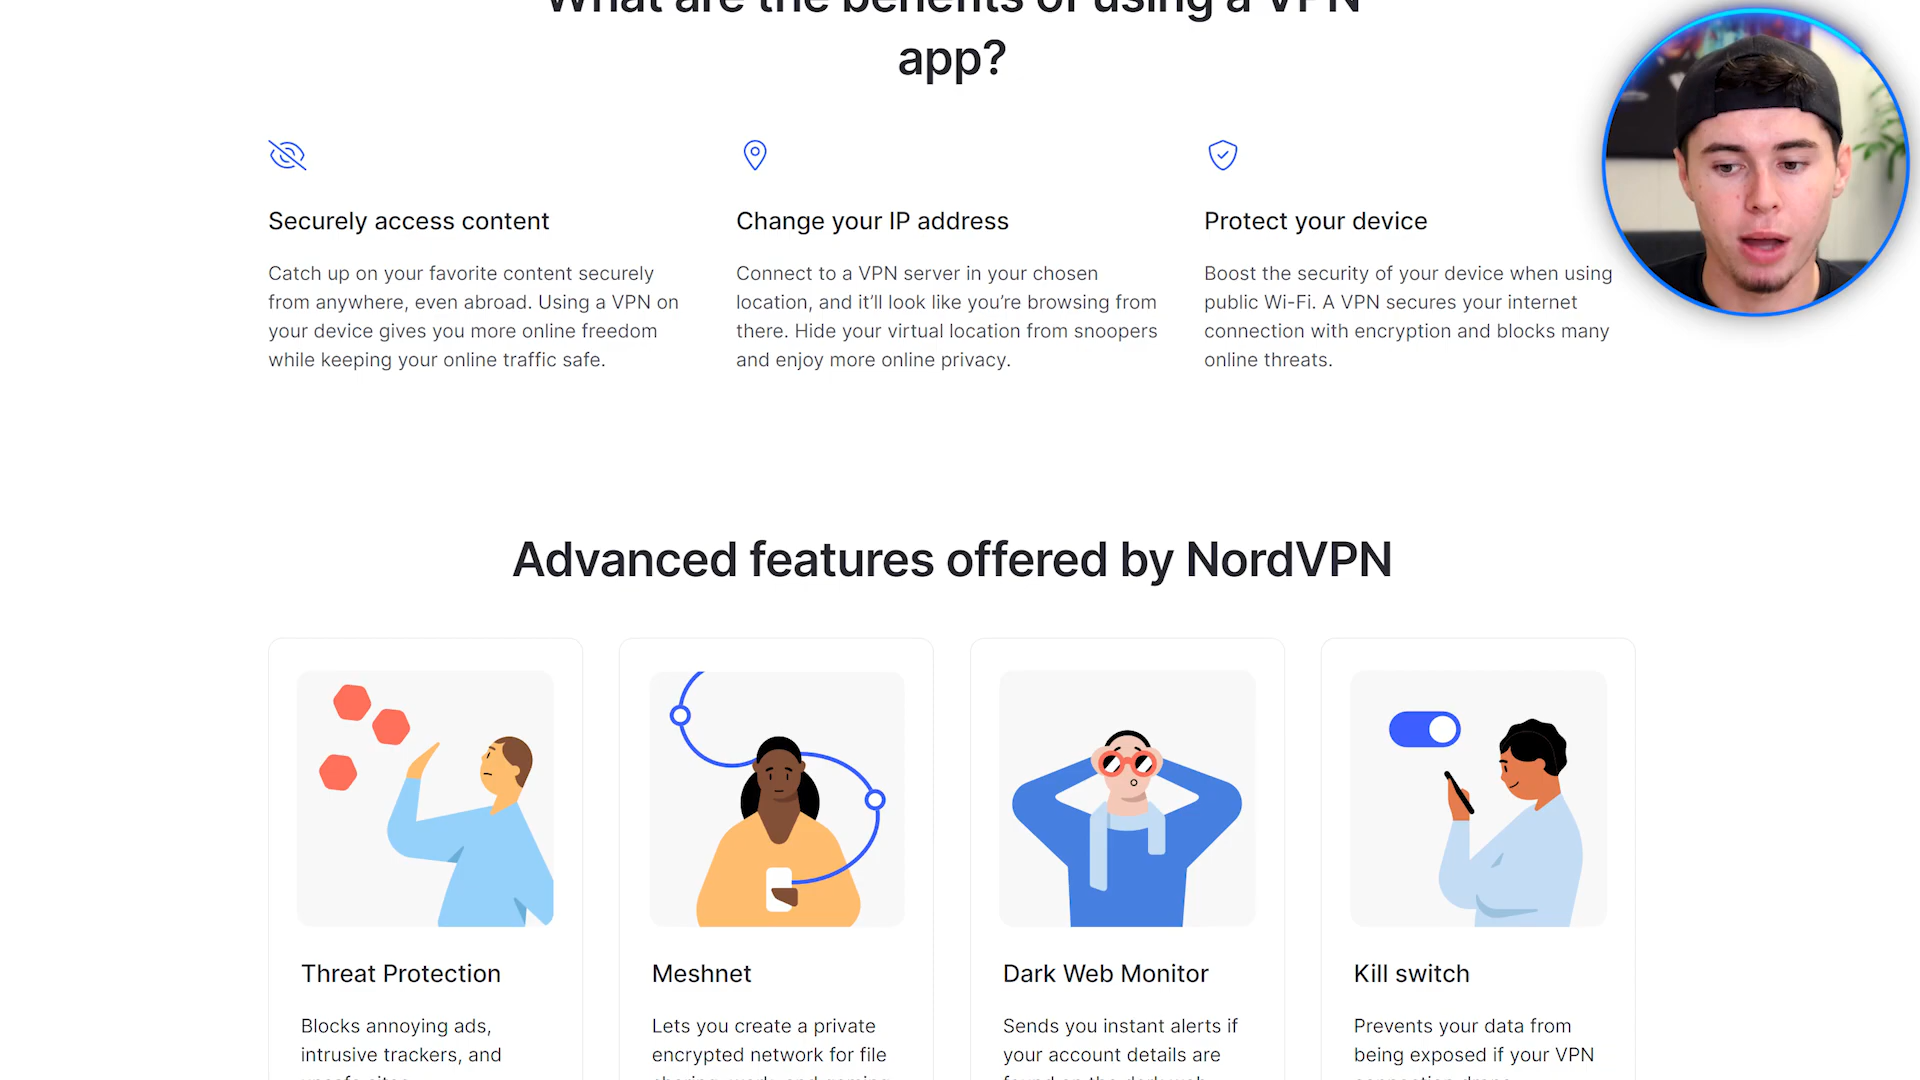 What are the benefits of using a VPN
app?
Securely access content
Catch up on your favorite content securely
from anywhere, even abroad. Using a VPN on
your device gives you more online freedom
while keeping your online traffic safe.
Change your IP address
Connect to a VPN server in your chosen
location, and it'll look like you're browsing from
there. Hide your virtual location from snoopers
and enjoy more online privacy.
Protect your device
Boost the security of your device when using
public Wi-Fi. A VPN secures your internet
connection with encryption and blocks many
online threats.
Advanced features offered by NordVPN
Threat Protection
Blocks annoying ads,
intrusive trackers, and
Meshnet
Lets you create a private
encrypted network for file
Dark Web Monitor
Sends you instant alerts if
your account details are
Kill switch
Prevents your data from
being exposed if your VPN